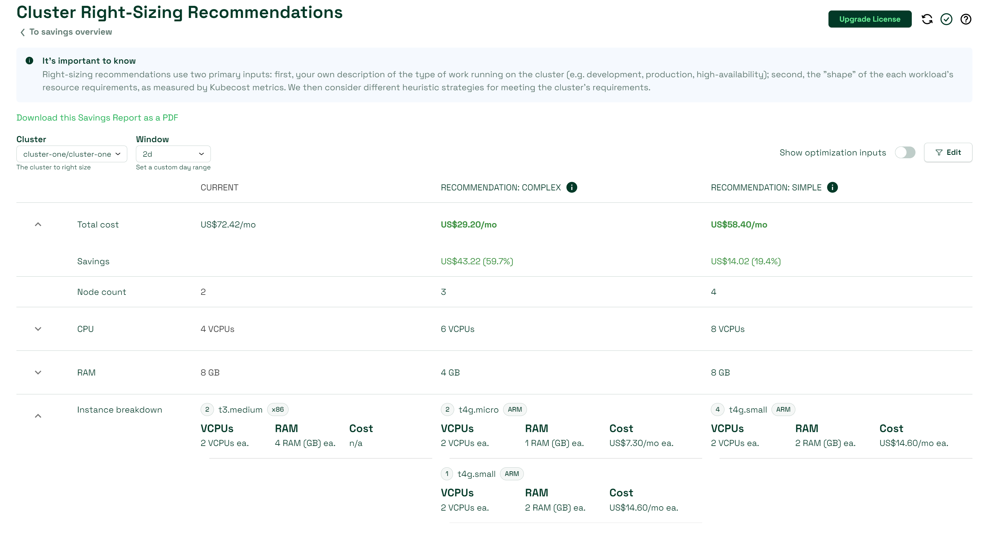 Cluster Right-Sizing Recommendations
Upgrade License
To savings overview
It's important to know
Right-sizing recommendations use two primary inputs: first, your own description of the type of work running on the cluster (e.g. development, production, high-availability); second, the "shape" of the each workload's
resource requirements, as measured by Kubecost metrics. We then consider different heuristic strategies for meeting the cluster's requirements.
Download this Savings Report as a PDF
Cluster Window
cluster-one/cluster-one 2d Show optimization inputs Edit
The cluster to right size Set a custom day range
CURRENT RECOMMENDATION: COMPLEX RECOMMENDATION: SIMPLE
Total cost US$72.42/mo US$29.20/mo US$58.40/mo
Savings US$43.22 (59.7%) US$14.02 (19.4%)
Node count 2 3 4
CPU 4 VCPUs 6 VCPUs 8 VCPUs
RAM 8 GB 4 GB 8 GB
Instance breakdown 2 t3.medium x86 2 t4g.micro ARM 4 t4g.small ARM
VCPUs RAM Cost VCPUs RAM Cost VCPUs RAM Cost
2 VCPUs ea. 4 RAM (GB) ea. n/a 2 VCPUs ea. 1 RAM (GB) ea. US$7.30/mo ea. 2 VCPUs ea. 2 RAM (GB) ea. US$14.60/mo ea.
1 t4g.small ARM
VCPUs RAM Cost
2 VCPUs ea. 2 RAM (GB) ea. US$14.60/mo ea.